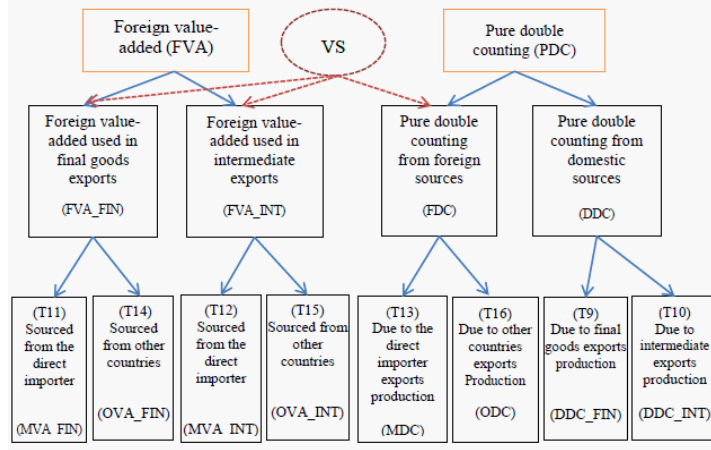 Foreign value-
added (FVA)
VS
Pure double
counting (PDC)
Foreign value-
added used in
final goods
exports
(FVA_FIN)
Foreign value-
added used in
intermediate
exports
(FVA_INT)
Pure double
counting
from foreign
sources
(FDC)
Pure double
counting from
domestic
sources
(DDC)
(T11)
Sourced
from the
direct
importer
(MVA_FIN)
(T14)
Sourced
from other
countries
(OVA_FIN)
(T12)
Sourced
from the
direct
importer
(MVA_INT)
(T15)
Sourced from
other
countries
(OVA_INT)
(T13)
Due to the
direct
importer
exports
production
(MDC)
(T16)
Due to other
countries
exports
Production
(ODC)
(T9)
Due to final
goods exports
production
(DDC_FIN)
(T10)
Due to
intermediate
exports
production
(DDC_INT)